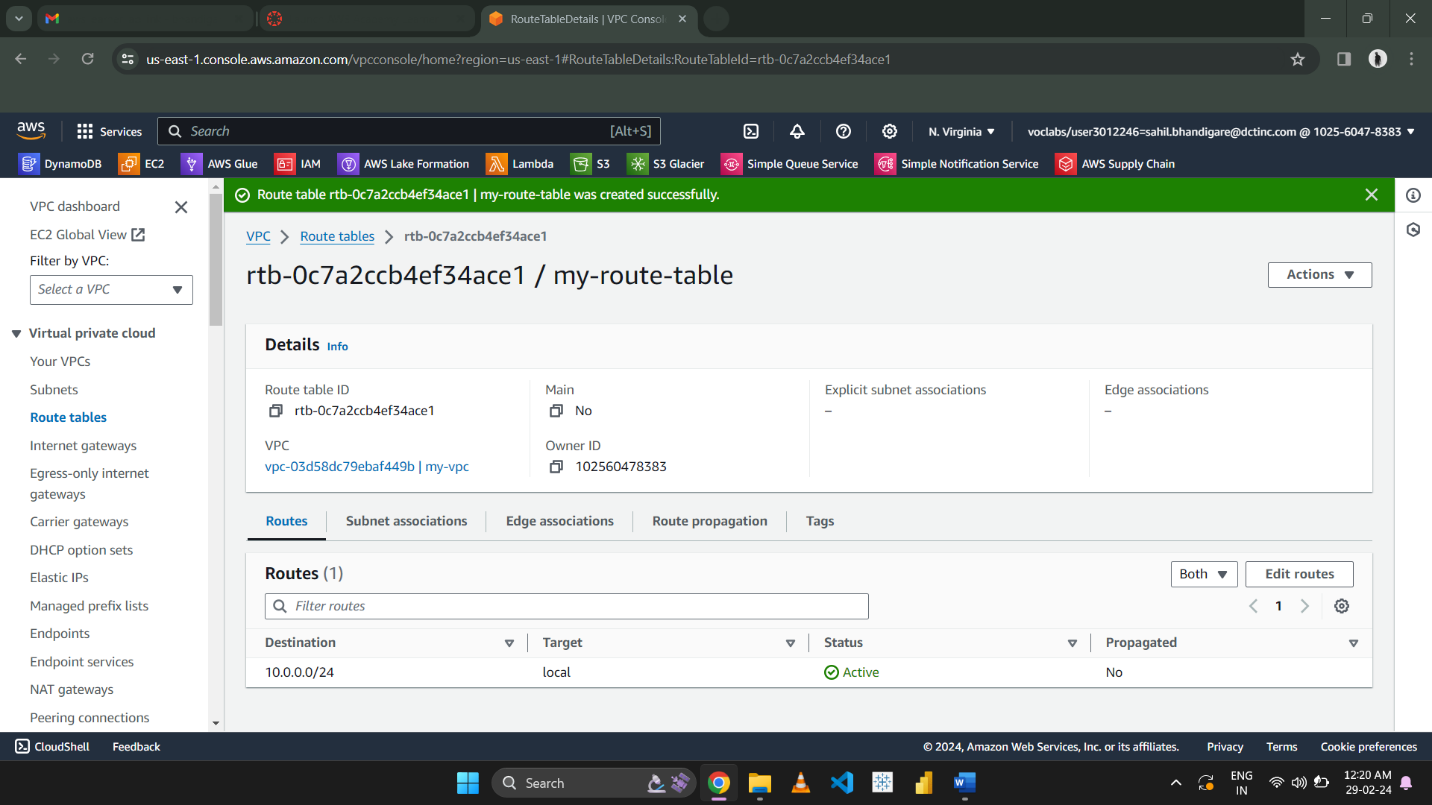 RouteTableDetails | VPC Consol
us-east-1.console.aws.amazon.com/vpcconsole/home?region=us-east-1#RouteTableDetails:RouteTableId=rtb-0c7a2ccb4ef34ace1
aws Services Search [Alt+S] N. Virginia voclabs/user3012246=sahil.bhandigare@dctinc.com @ 1025-6047-8383
DynamoDB EC2 AWS Glue IAM AWS Lake Formation Lambda S3 S3 Glacier Simple Queue Service Simple Notification Service AWS Supply Chain
Route table rtb-0c7a2ccb4ef34ace1 | my-route-table was created successfully.
VPC dashboard
EC2 Global View
Filter by VPC:
Select a VPC
Virtual private cloud
Your VPCs
Subnets
Route tables
Internet gateways
Egress-only internet
gateways
Carrier gateways
DHCP option sets
Elastic IPs
Managed prefix lists
Endpoints
Endpoint services
NAT gateways
Peering connections
VPC Route tables rtb-0c7a2ccb4ef34ace1
rtb-0c7a2ccb4ef34ace1 / my-route-table
Actions
Details Info
Route table ID
rtb-0c7a2ccb4ef34ace1
Main
No
Explicit subnet associations
–
Edge associations
–
VPC
vpc-03d58dc79ebaf449b | my-vpc
Owner ID
102560478383
Routes Subnet associations Edge associations Route propagation Tags
Routes (1)
Both Edit routes
Filter routes
1
Destination Target Status Propagated
10.0.0.0/24 local Active No
CloudShell Feedback © 2024, Amazon Web Services, Inc. or its affiliates. Privacy Terms Cookie preferences
Search
ENG
IN
12:20 AM
29-02-24